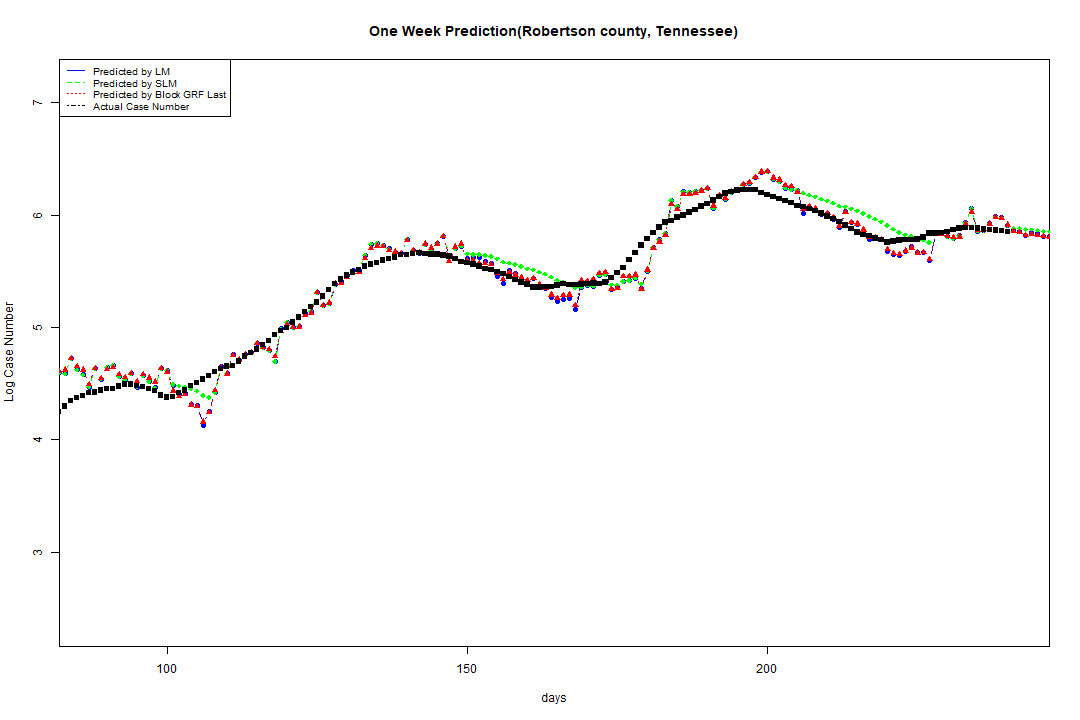 One Week Prediction(Robertson county, Tennessee)
Predicted by LM
Predicted by SLM
Predicted by Block GRF Last
Actual Case Number
7
6
5
4
3
Log Case Number
100 150 200
days